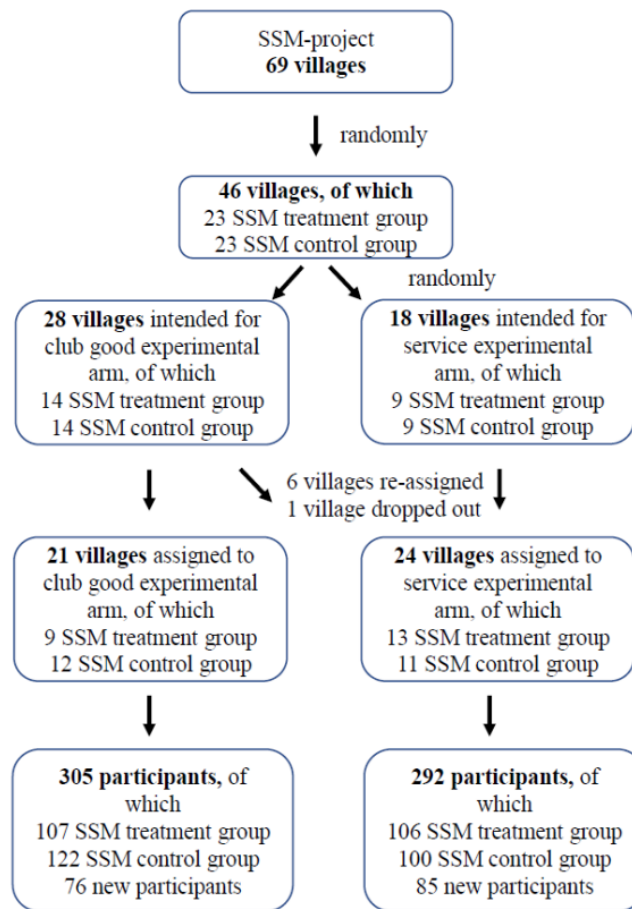 SSM-project
69 villages
randomly
46 villages, of which
23 SSM treatment group
23 SSM control group
randomly
28 villages intended for
club good experimental
arm, of which
14 SSM treatment group
14 SSM control group
18 villages intended for
service experimental
arm, of which
9 SSM treatment group
9 SSM control group
6 villages re-assigned
1 village dropped out
21 villages assigned to
club good experimental
arm, of which
9 SSM treatment group
12 SSM control group
24 villages assigned to
service experimental
arm, of which
13 SSM treatment group
11 SSM control group
305 participants, of
which
107 SSM treatment group
122 SSM control group
76 new participants
292 participants, of
which
106 SSM treatment group
100 SSM control group
85 new participants